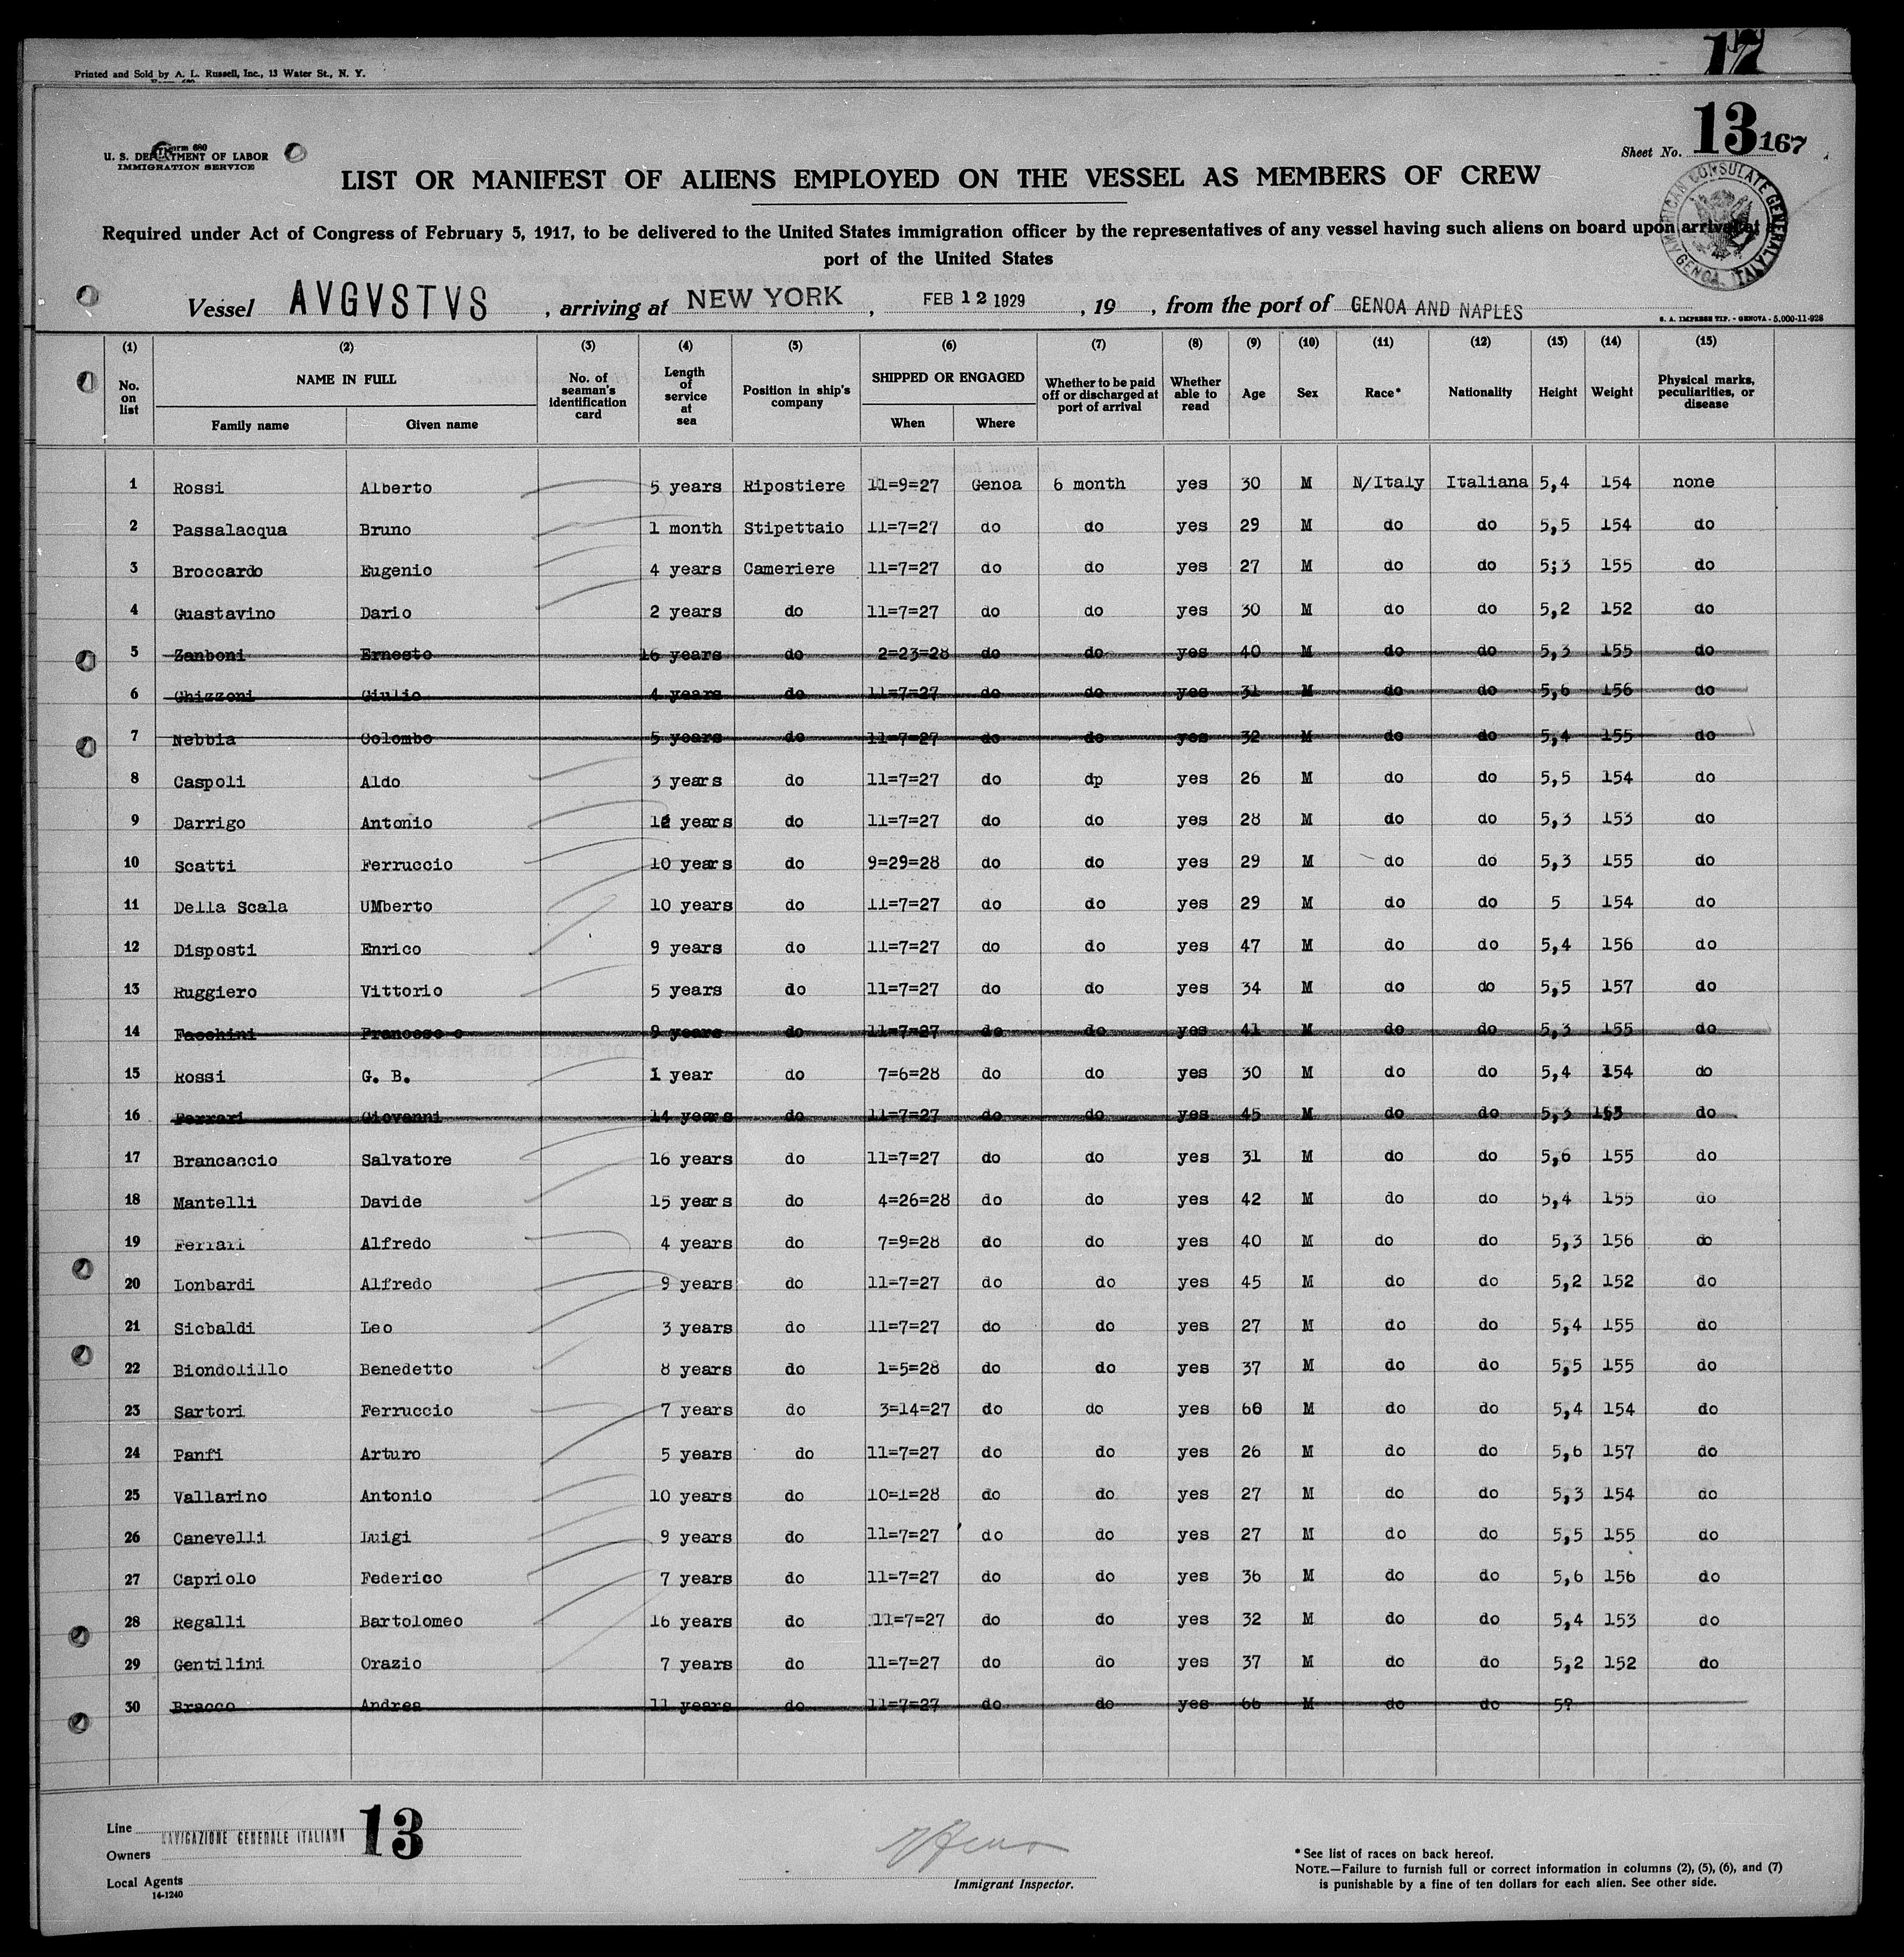 17
Printed and Sold by A. L. Russell, Inc., 13 Water St., N. Y.
Form 680
U. S. DEPARTMENT OF LABOR
IMMIGRATION SERVICE
Sheet No. 13 167
LIST OR MANIFEST OF ALIENS EMPLOYED ON THE VESSEL AS MEMBERS OF CREW
AMERICAN CONSULATE GENERAL GENOA, ITALY.
Required under Act of Congress of February 5, 1917, to be delivered to the United States immigration officer by the representatives of any vessel having such aliens on board upon arrival at
port of the United States
Vessel AVGVSTVS , arriving at NEW YORK , FEB 12 1929 , 19 , from the port of GENOA AND NAPLES
S. A. IMPRESE TIP. - GENOVA - 5.000-11-928
(1) (2) (3) (4) (5) (6) (7) (8) (9) (10) (11) (12) (13) (14) (15)
No. on list NAME IN FULL No. of seaman's identification card Length of service at sea Position in ship's company SHIPPED OR ENGAGED Whether to be paid off or discharged at port of arrival Whether able to read Age Sex Race* Nationality Height Weight Physical marks, peculiarities, or disease
Family name Given name When Where
1 Rossi Alberto 5 years Ripostiere 11=9=27 Genoa 6 month yes 30 M N/Italy Italiana 5,4 154 none
2 Passalacqua Bruno 1 month Stipettaio 11=7=27 do do yes 29 M do do 5,5 154 do
3 Broccardo Eugenio 4 years Cameriere 11=7=27 do do yes 27 M do do 5;3 155 do
4 Guastavino Dario 2 years do 11=7=27 do do yes 30 M do do 5,2 152 do
5 Zanboni Ernesto 16 years do 2=23=28 do do yes 40 M do do 5,3 155 do
6 Ghizzoni Giulio 4 years do 11=7=27 do do yes 31 M do do 5,6 156 do
7 Nebbia Colombo 5 years do 11=7=27 do do yes 32 M do do 5,4 155 do
8 Caspoli Aldo 3 years do 11=7=27 do dp yes 26 M do do 5,5 154 do
9 Darrigo Antonio years do 11=7=27 do do yes 28 M do do 5,3 153 do
10 Scatti Ferruccio 10 years do 9=29=28 do do yes 29 M do do 5,3 155 do
11 Della Scala UMberto 10 years do 11=7=27 do do yes 29 M do do 5 154 do
12 Disposti Enrico 9 years do 11=7=27 do do yes 47 M do do 5,4 156 do
13 Ruggiero Vittorio 5 years do 11=7=27 do do yes 34 M do do 5,5 157 do
14 Facchini Francesc o 9 years do 11=7=27 do do yes 41 M do do 5,3 155 do
15 Rossi G. B. 1 year do 7=6=28 do do yes 30 M do do 5,4 154 do
16 Ferrari Giovanni 14 years do 11=7=27 do do yes 45 M do do 5,3 do
17 Brancaccio Salvatore 16 years do 11=7=27 do do yes 31 M do do 5,6 155 do
18 Mantelli Davide 15 years do 4=26=28 do do yes 42 M do do 5,4 155 do
19 Ferrari Alfredo 4 years do 7=9=28 do do yes 40 M do do 5,3 156 do
20 Lonbardi Alfredo 9 years do 11=7=27 do do yes 45 M do do 5,2 152 do
21 Siobaldi Leo 3 years do 11=7=27 do do yes 27 M do do 5,4 155 do
22 Biondolillo Benedetto 8 years do 1=5=28 do do yes 37 M do do 5,5 155 do
23 Sartori Ferruccio 7 years do 3=14=27 do do yes 60 M do do 5,4 154 do
24 Panfi Arturo 5 years do 11=7=27 do do yes 26 M do do 5,6 157 do
25 Vallarino Antonio 10 years do 10=1=28 do do yes 27 M do do 5,3 154 do
26 Canevelli Luigi 9 years do 11=7=27 do do yes 27 M do do 5,5 155 do
27 Capriolo Federico 7 years do 11=7=27 do do yes 36 M do do 5,6 156 do
28 Regalli Bartolomeo 16 years do 11=7=27 do do yes 32 M do do 5,4 153 do
29 Gentilini Orazio 7 years do 11=7=27 do do yes 37 M do do 5,2 152 do
30 Bracco Andrea 11 years do 11=7=27 do do yes 66 M do do 5?
Line NAVIGAZIONE GENERALE ITALIANA 13
Owners
Local Agents
14-1240
Immigrant Inspector.
* See list of races on back hereof.
NOTE.—Failure to furnish full or correct information in columns (2), (5), (6), and (7)
is punishable by a fine of ten dollars for each alien. See other side.